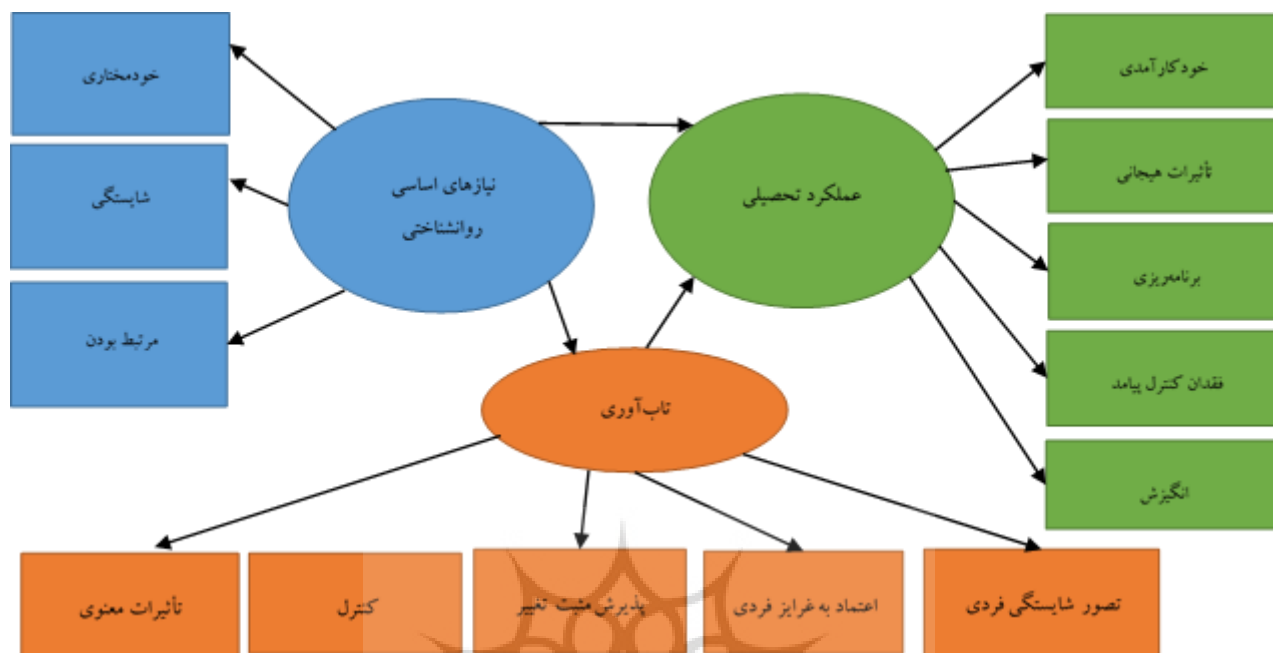 خودمختاری
شایستگی
مرتبط بودن
نیازهای اساسی
روانشناختی
عملکرد تحصیلی
خودکارآمدی
تأثیرات هیجانی
برنامه‌ریزی
فقدان کنترل پیامد
انگیزش
تاب‌آوری
تصور شایستگی فردی
اعتماد به غرایز فردی
پذیرش مثبت تغییر
کنترل
تأثیرات معنوی